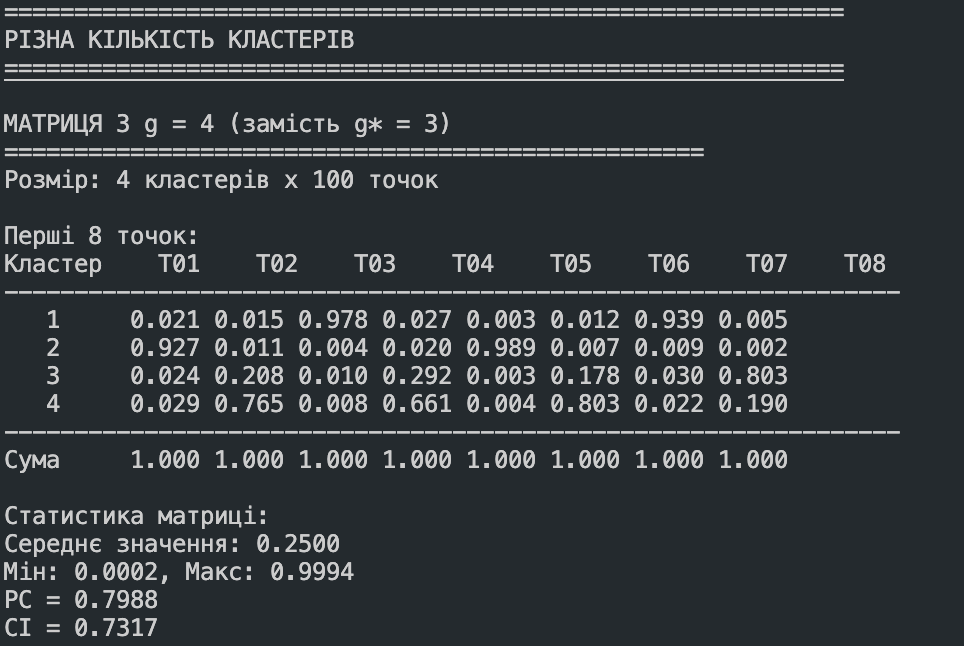 ============================================================
РІЗНА КІЛЬКІСТЬ КЛАСТЕРІВ
============================================================
МАТРИЦЯ 3 g = 4 (замість g* = 3)
==================================================
Розмір: 4 кластерів x 100 точок
Перші 8 точок:
Кластер    T01    T02    T03    T04    T05    T06    T07    T08
----------------------------------------------------------------
   1     0.021 0.015 0.978 0.027 0.003 0.012 0.939 0.005
   2     0.927 0.011 0.004 0.020 0.989 0.007 0.009 0.002
   3     0.024 0.208 0.010 0.292 0.003 0.178 0.030 0.803
   4     0.029 0.765 0.008 0.661 0.004 0.803 0.022 0.190
----------------------------------------------------------------
Сума     1.000 1.000 1.000 1.000 1.000 1.000 1.000 1.000
Статистика матриці:
Середнє значення: 0.2500
Мін: 0.0002, Макс: 0.9994
PC = 0.7988
CI = 0.7317